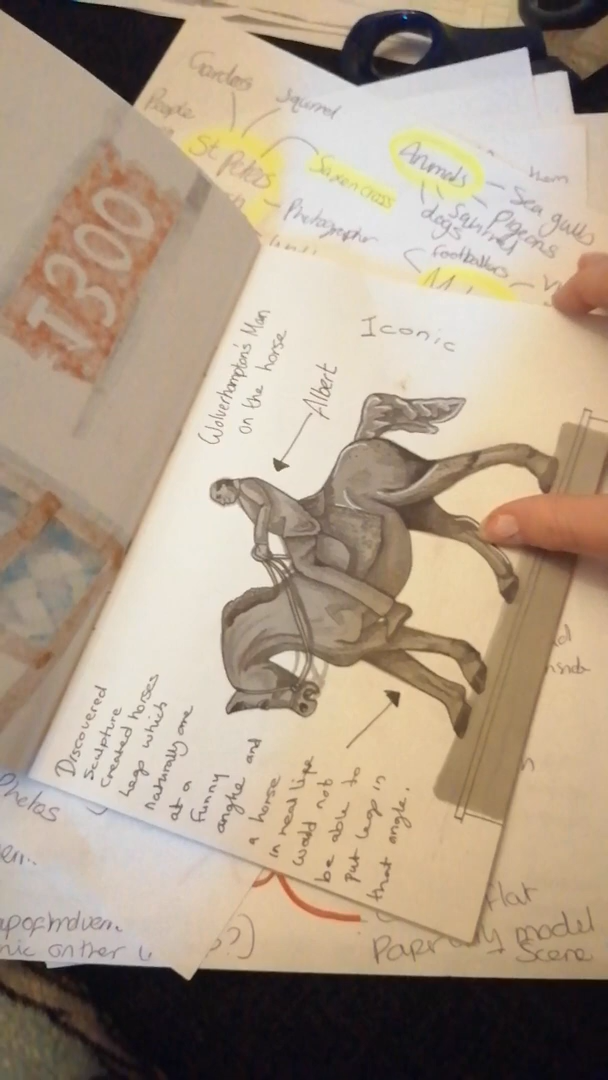 Gardens
Squirrel
People
St Peters
Saxen cross
Photographer
Animals
Sea gulls
Pigeons
Squirrel
dogs
footballers
1300
Iconic
Wolverhampton's Man
on the horse
Albert
Discovered
Sculpture
created horses
legs which
naturally are
at a
Funny
angle and
a horse
in real life
would not
be able to
put legs in
that angle.
Photos
flat
model
Scene